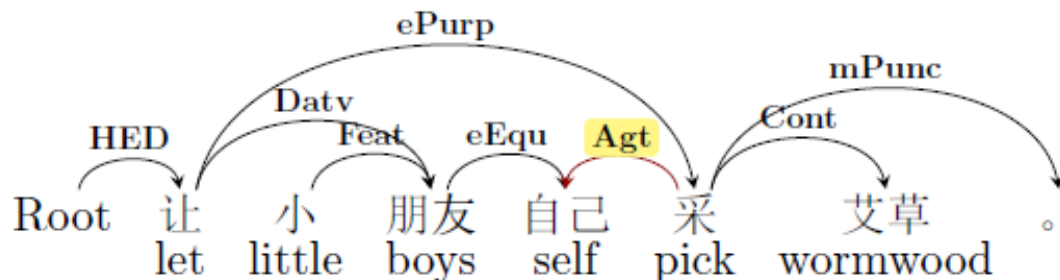 ePurp
mPunc
Datv
Cont
HED Feat eEqu Agt
Root 让 小 朋友 自己 采 艾草 。
let little boys self pick wormwood